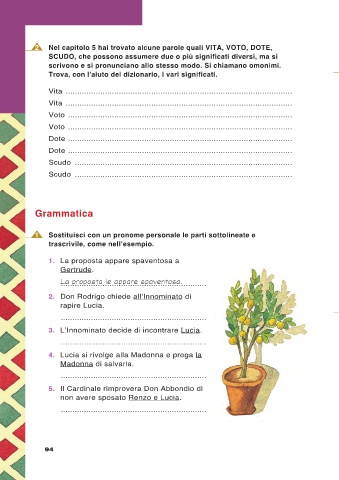 2 Nel capitolo 5 hai trovato alcune parole quali VITA, VOTO, DOTE,
SCUDO, che possono assumere due o più significati diversi, ma si
scrivono e si pronunciano allo stesso modo. Si chiamano omonimi.
Trova, con l'aiuto del dizionario, i vari significati.
Vita ................................................................................................
Vita ................................................................................................
Voto ................................................................................................
Voto ................................................................................................
Dote ................................................................................................
Dote ................................................................................................
Scudo ................................................................................................
Scudo ................................................................................................
Grammatica
1 Sostituisci con un pronome personale le parti sottolineate e
trascrivile, come nell'esempio.
1. La proposta appare spaventosa a
Gertrude.
La proposta le appare spaventosa.
2. Don Rodrigo chiede all'Innominato di
rapire Lucia.
................................................................
3. L'Innominato decide di incontrare Lucia.
................................................................
4. Lucia si rivolge alla Madonna e prega la
Madonna di salvarla.
................................................................
5. Il Cardinale rimprovera Don Abbondio di
non avere sposato Renzo e Lucia.
................................................................
94